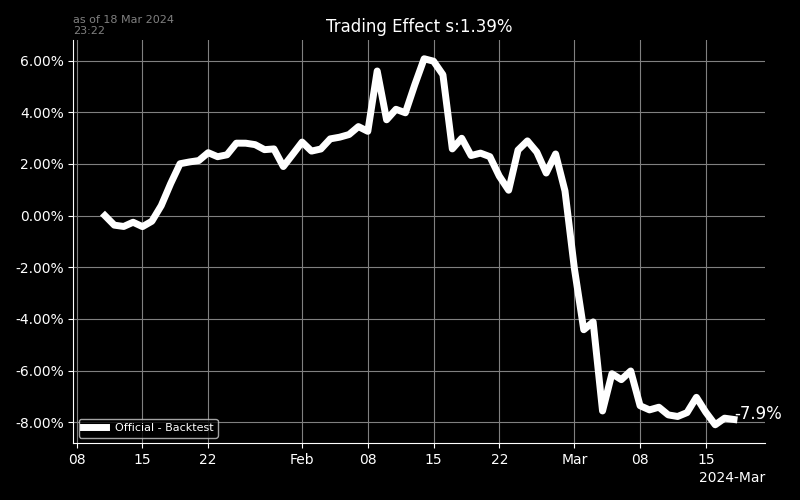 as of 18 Mar 2024
23:22
Trading Effect s:1.39%
6.00%
4.00%
2.00%
0.00%
-2.00%
-4.00%
-6.00%
-8.00%
-7.9%
Official - Backtest
08 15 22 Feb 08 15 22 Mar 08 15
2024-Mar